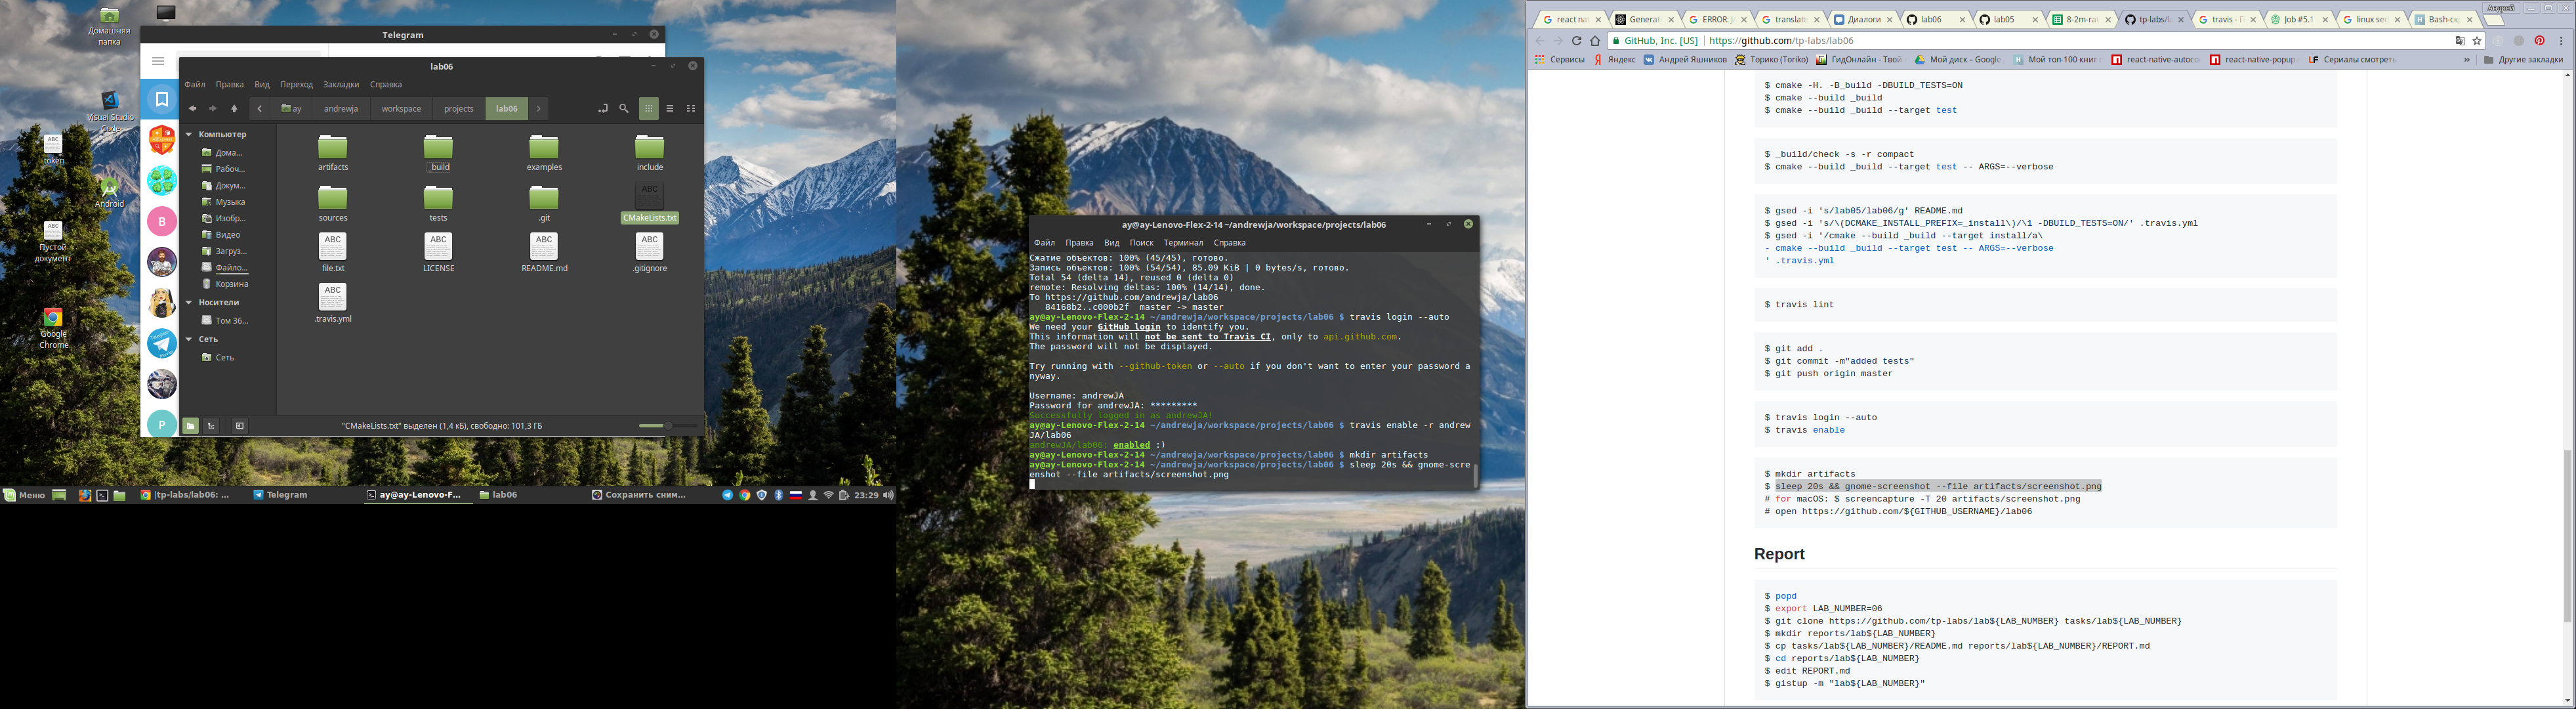 Домашняя
папка
Visual Studio
Code
token
Android
Пустой
документ
Google
Chrome
Telegram
B
P
lab06
Файл Правка Вид Переход Закладки Справка
ay andrewja workspace projects lab06
Компьютер
Дома...
Рабоч...
Докум...
Музыка
Изобр...
Видео
Загруз...
Файло...
Корзина
Носители
Том 36...
Сеть
Сеть
artifacts _build examples include
sources tests .git CMakeLists.txt
file.txt LICENSE README.md .gitignore
.travis.yml
"CMakeLists.txt" выделен (1,4 кБ), свободно: 101,3 ГБ
Меню |tp-labs/lab06: ... Telegram ay@ay-Lenovo-F... lab06 Сохранить сним... 23:29
ay@ay-Lenovo-Flex-2-14 ~/andrewja/workspace/projects/lab06
Файл Правка Вид Поиск Терминал Справка
Сжатие объектов: 100% (45/45), готово.
Запись объектов: 100% (54/54), 85.09 KiB | 0 bytes/s, готово.
Total 54 (delta 14), reused 0 (delta 0)
remote: Resolving deltas: 100% (14/14), done.
To https://github.com/andrewja/lab06
84168b2..c000b2f master -> master
ay@ay-Lenovo-Flex-2-14 ~/andrewja/workspace/projects/lab06 $ travis login --auto
We need your GitHub login to identify you.
This information will not be sent to Travis CI, only to api.github.com.
The password will not be displayed.
Try running with --github-token or --auto if you don't want to enter your password a
nyway.
Username: andrewJA
Password for andrewJA: *********
Successfully logged in as andrewJA!
ay@ay-Lenovo-Flex-2-14 ~/andrewja/workspace/projects/lab06 $ travis enable -r andrew
JA/lab06
andrewJA/lab06: enabled :)
ay@ay-Lenovo-Flex-2-14 ~/andrewja/workspace/projects/lab06 $ mkdir artifacts
ay@ay-Lenovo-Flex-2-14 ~/andrewja/workspace/projects/lab06 $ sleep 20s && gnome-scre
enshot --file artifacts/screenshot.png
Андрей
react na Generati ERROR: translate Диалоги lab06 lab05 8-2m-rat tp-labs/la travis - П Job #5.1 linux sed Bash-скр
GitHub, Inc. [US] https://github.com/tp-labs/lab06
Сервисы Яндекс Андрей Яшников Торико (Toriko) ГидОнлайн - Твой Мой диск – Google Мой топ-100 книг react-native-autoco react-native-popup- Сериалы смотреть » Другие закладки
$ cmake -H. -B_build -DBUILD_TESTS=ON
$ cmake --build _build
$ cmake --build _build --target test
$ _build/check -s -r compact
$ cmake --build _build --target test -- ARGS=--verbose
$ gsed -i 's/lab05/lab06/g' README.md
$ gsed -i 's/\(DCMAKE_INSTALL_PREFIX=_install\)/\1 -DBUILD_TESTS=ON/' .travis.yml
$ gsed -i '/cmake --build _build --target install/a\
- cmake --build _build --target test -- ARGS=--verbose
' .travis.yml
$ travis lint
$ git add .
$ git commit -m"added tests"
$ git push origin master
$ travis login --auto
$ travis enable
$ mkdir artifacts
$ sleep 20s && gnome-screenshot --file artifacts/screenshot.png
# for macOS: $ screencapture -T 20 artifacts/screenshot.png
# open https://github.com/${GITHUB_USERNAME}/lab06
Report
$ popd
$ export LAB_NUMBER=06
$ git clone https://github.com/tp-labs/lab${LAB_NUMBER} tasks/lab${LAB_NUMBER}
$ mkdir reports/lab${LAB_NUMBER}
$ cp tasks/lab${LAB_NUMBER}/README.md reports/lab${LAB_NUMBER}/REPORT.md
$ cd reports/lab${LAB_NUMBER}
$ edit REPORT.md
$ gistup -m "lab${LAB_NUMBER}"